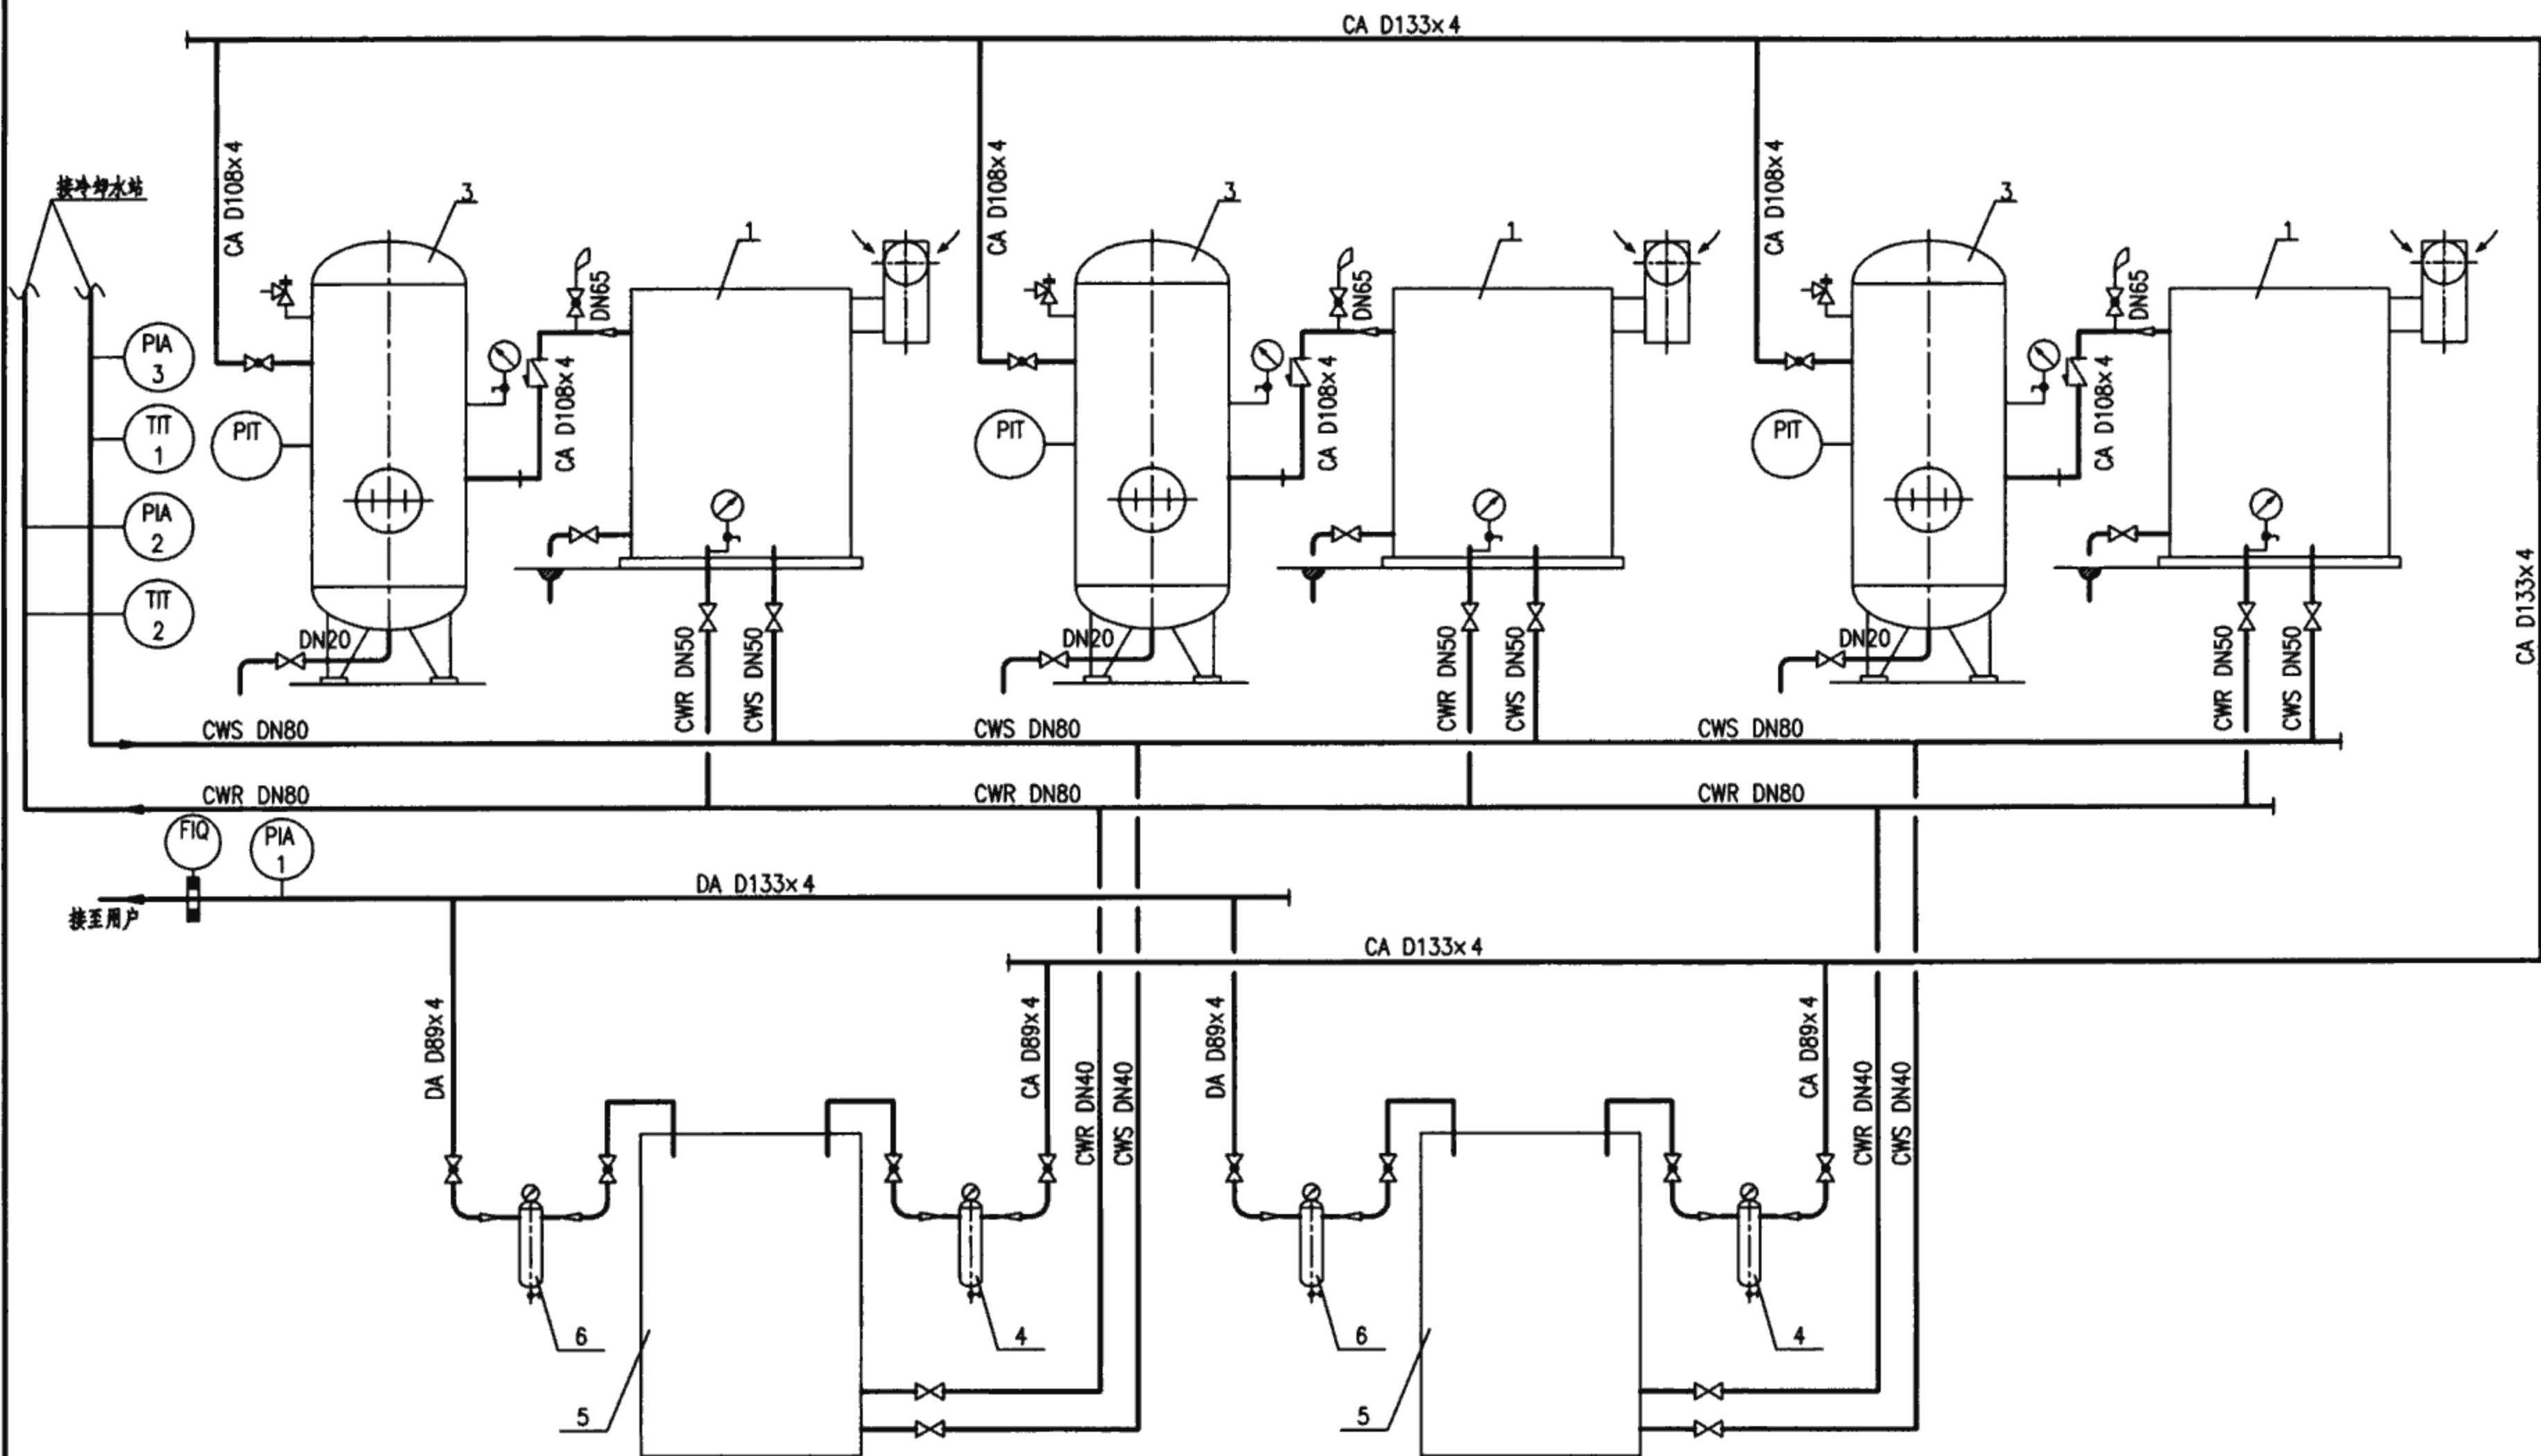 CA D133×4
接冷却水站
CA D108×4
3
1
DN65
CA D108×4
3
1
DN65
CA D108×4
3
1
DN65
PIA
3
TIT
1
PIA
2
TIT
2
PIT
CA D108×4
PIT
CA D108×4
PIT
CA D108×4
CA D133×4
DN20
CWR DN50
CWS DN50
DN20
CWR DN50
CWS DN50
DN20
CWR DN50
CWS DN50
CWS DN80
CWS DN80
CWS DN80
CWR DN80
CWR DN80
CWR DN80
FIQ
PIA
1
DA D133×4
接至用户
CA D133×4
DA D89×4
CA D89×4
CWR DN40
CWS DN40
DA D89×4
CA D89×4
CWR DN40
CWS DN40
6
4
6
4
5
5